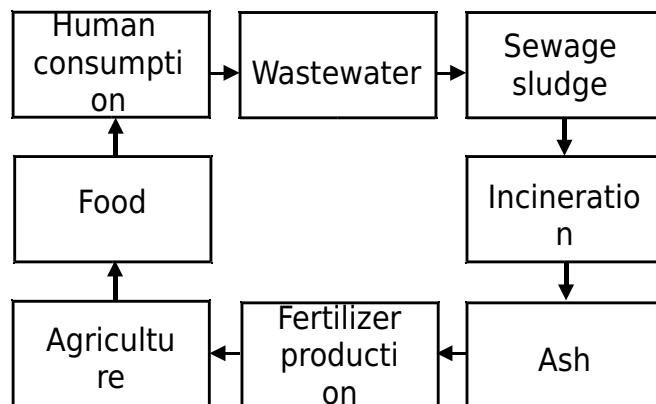 Human
consumpti
on
Wastewater
Sewage
sludge
Food
Incineratio
n
Agricultu
re
Fertilizer
producti
on
Ash